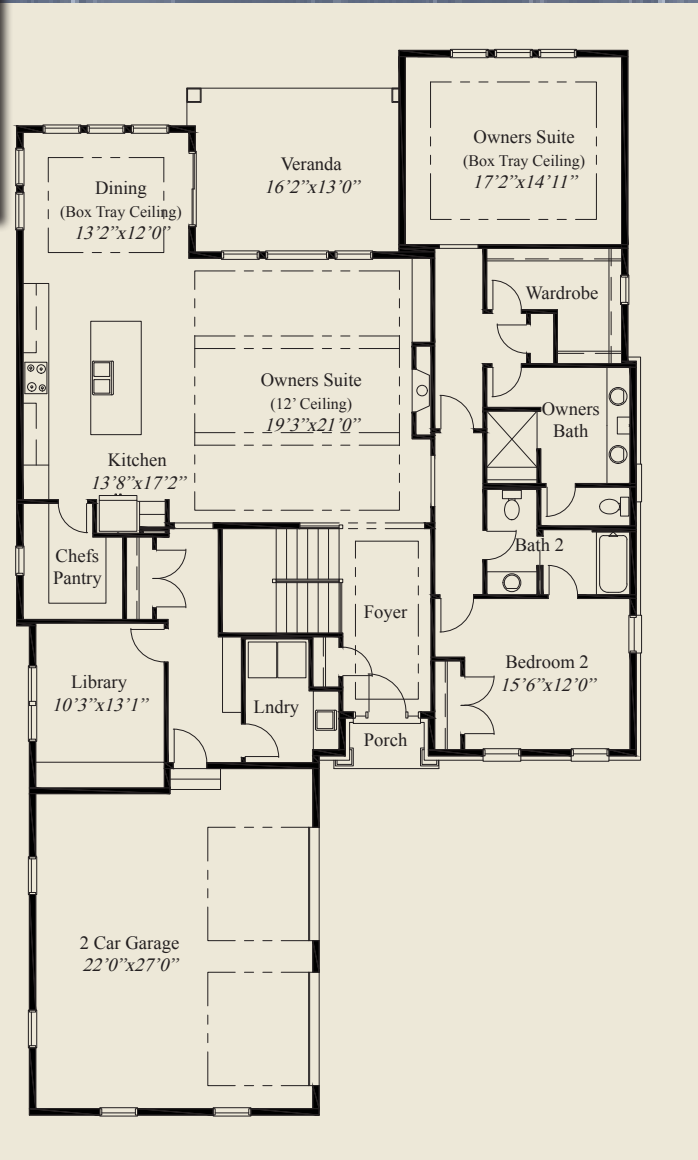 Owners Suite
(Box Tray Ceiling)
17’2”x14’11”
Veranda
16’2”x13’0”
Dining
(Box Tray Ceiling)
13’2”x12’0”
Wardrobe
Owners Suite
(12’ Ceiling)
19’3”x21’0”
Owners
Bath
Kitchen
13’8”x17’2”
Chefs
Pantry
Bath 2
Foyer
Library
10’3”x13’1”
Lndry
Bedroom 2
15’6”x12’0”
Porch
2 Car Garage
22’0”x27’0”